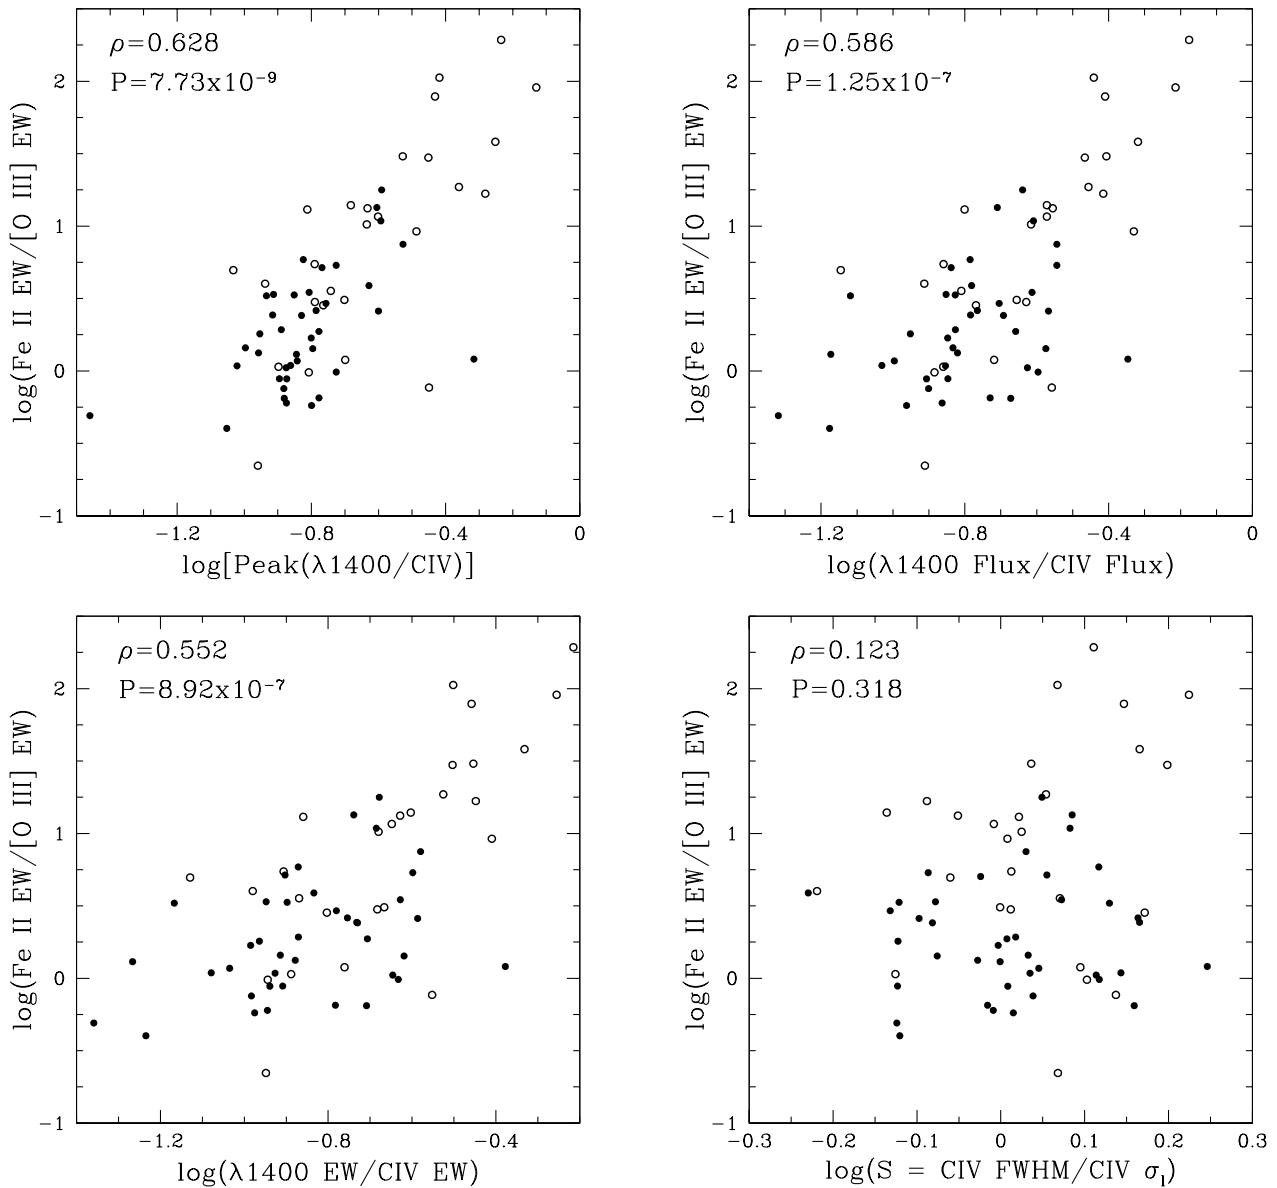 ρ=0.628
P=7.73x10⁻⁹
2
1
0
−1
log(Fe II EW/[O III] EW)
−1.2 −0.8 −0.4 0
log[Peak(λ1400/CIV)]
ρ=0.586
P=1.25x10⁻⁷
2
1
0
−1
log(Fe II EW/[O III] EW)
−1.2 −0.8 −0.4 0
log(λ1400 Flux/CIV Flux)
ρ=0.552
P=8.92x10⁻⁷
2
1
0
−1
log(Fe II EW/[O III] EW)
−1.2 −0.8 −0.4
log(λ1400 EW/CIV EW)
ρ=0.123
P=0.318
2
1
0
−1
log(Fe II EW/[O III] EW)
−0.3 −0.2 −0.1 0 0.1 0.2 0.3
log(S = CIV FWHM/CIV σₗ)